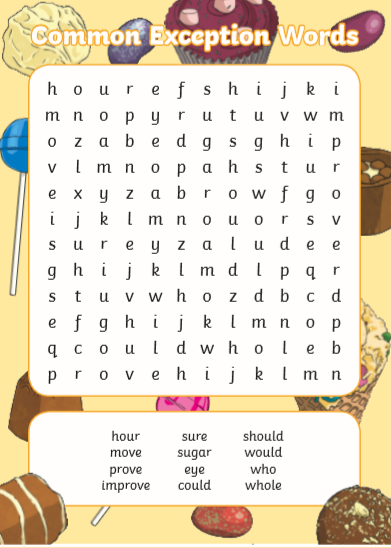 Common Exception Words
h o u r e f s h i j k i
m n o p y r u t u v w m
o z a b e d g s g h i p
v l m n o p a h s t u r
e x y z a b r o w f g o
i j k l m n o u o r s v
s u r e y z a l u d e e
g h i j k l m d l p q r
s t u v w h o z d b c d
e f g h i j k l m n o p
q c o u l d w h o l e b
p r o v e h i j k l m n
hour sure should
move sugar would
prove eye who
improve could whole